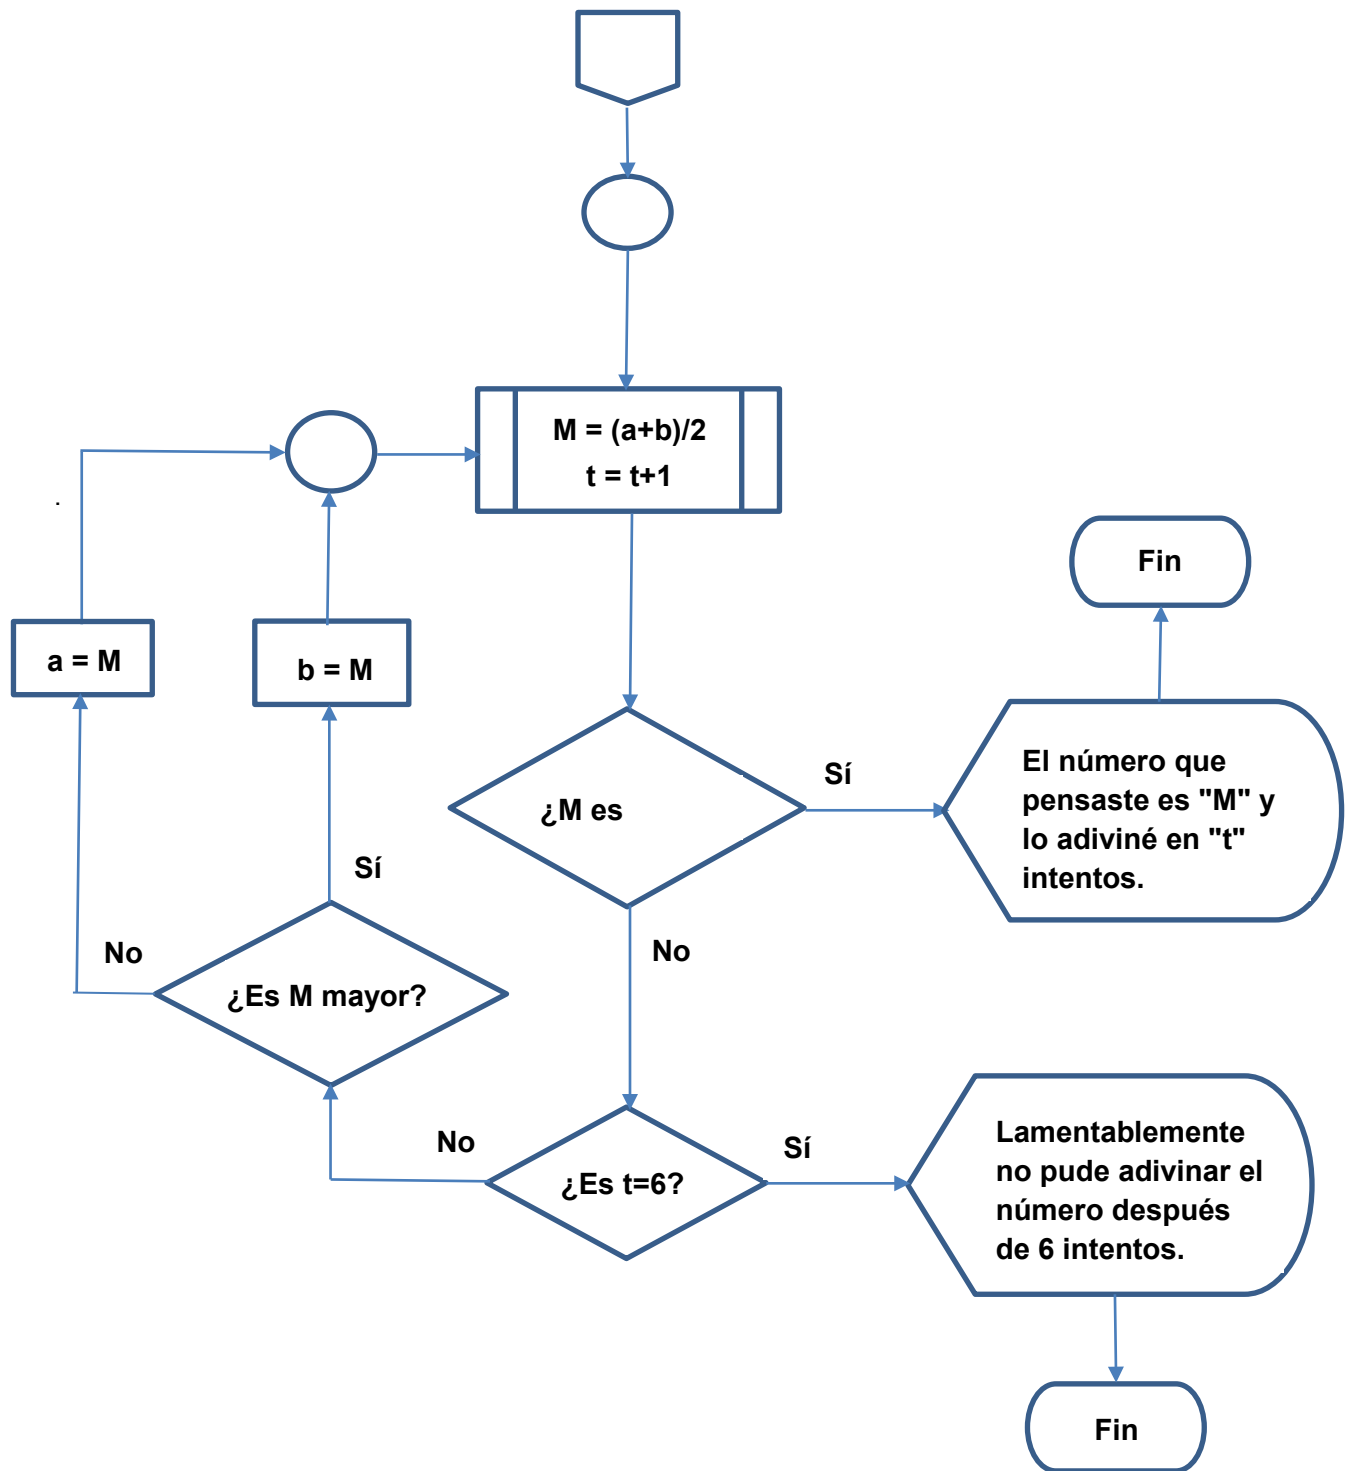 M = (a+b)/2
t = t+1
Fin
a = M
b = M
¿M es
Sí
El número que
pensaste es "M" y
lo adiviné en "t"
intentos.
Sí
No
No
¿Es M mayor?
No
Sí
¿Es t=6?
Lamentablemente
no pude adivinar el
número después
de 6 intentos.
Fin